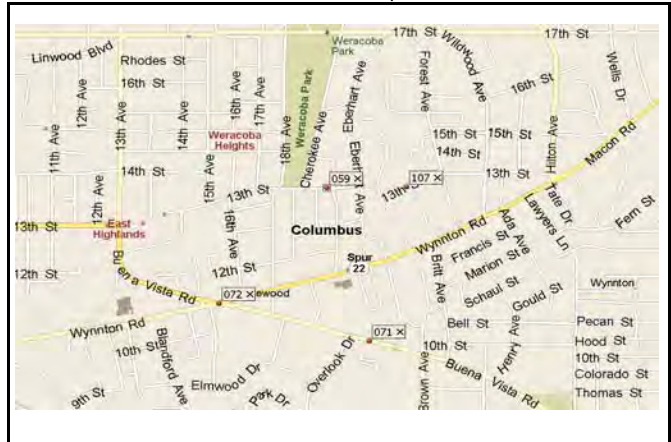 17th St
17th St
Weracoba
Park
Linwood Blvd
Rhodes St
16th St
Wildwood Ave
Forest Ave
16th St
Wells Dr
11th Ave
12th Ave
13th Ave
14th Ave
16th Ave
17th Ave
Weracoba Park
Eberhart Ave
Hilton Ave
Macon Rd
Weracoba
Heights
15th St
15th St
14th St
14th St
18th Ave
Cherokee Ave
Eberhart Ave
15th Ave
059 ×
107 ×
13th St
13th St
13th St
12th Ave
13th St
East
Highlands
16th Ave
Columbus
Wynnton Rd
Ada Ave
Tate Dr
Lawyers Ln
Fern St
Francis St
Marion St
12th St
12th St
Spur
22
Buena Vista Rd
072 ×
ewood
Britt Ave
Schaul St
Gould St
Wynnton
Wynnton Rd
071 ×
Bell St
10th St
Henry Ave
Pecan St
Hood St
10th St
Colorado St
Thomas St
10th St
Blandford Ave
Elmwood Dr
Park Dr
Overlook Dr
Brown Ave
Buena Vista Rd
9th St